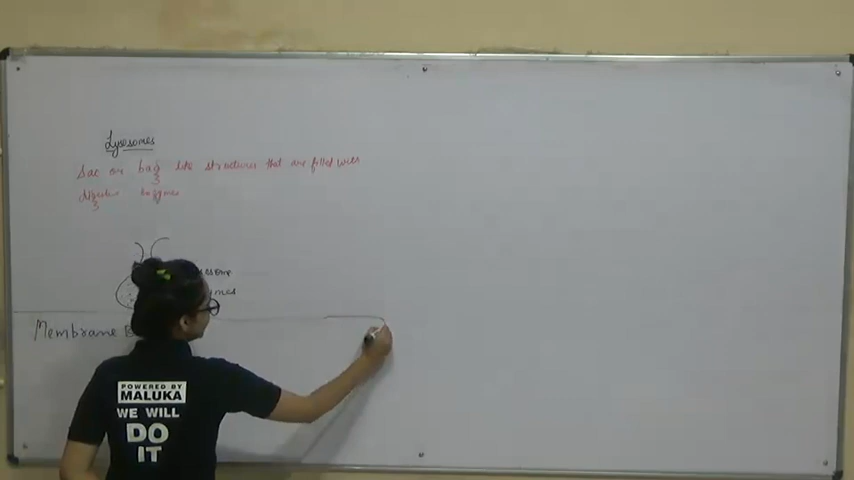 Lysosomes
Sac or bag like structures that are filled with
digestive enzymes
Membrane
POWERED BY
MALUKA
WE WILL
DO
IT